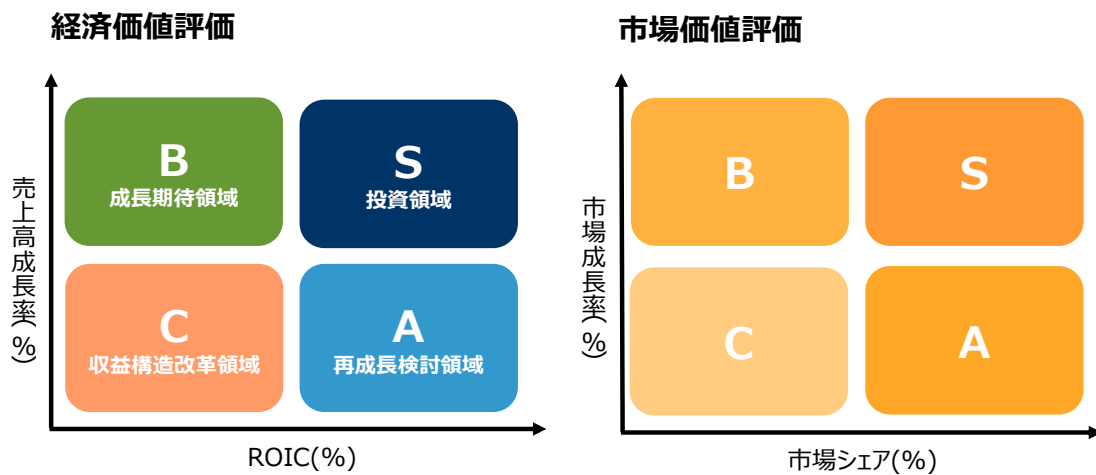 経済価値評価
売上高成長率(%)
B
成長期待領域
S
投資領域
C
収益構造改革領域
A
再成長検討領域
ROIC(%)
市場価値評価
市場成長率(%)
B
S
C
A
市場シェア(%)